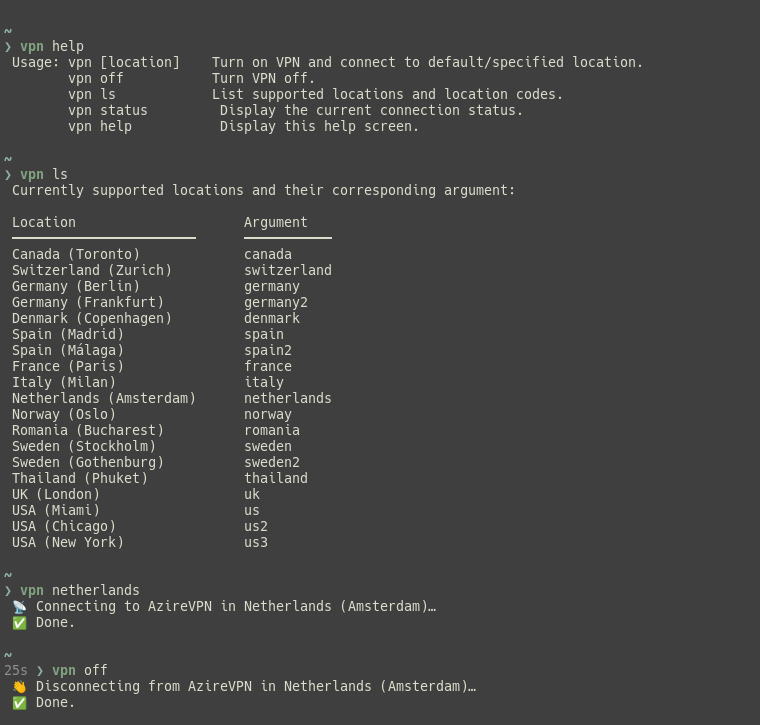 ~
❯ vpn help
Usage: vpn [location]    Turn on VPN and connect to default/specified location.
       vpn off           Turn VPN off.
       vpn ls            List supported locations and location codes.
       vpn status         Display the current connection status.
       vpn help           Display this help screen.
~
❯ vpn ls
Currently supported locations and their corresponding argument:
Location                     Argument
Canada (Toronto)             canada
Switzerland (Zurich)         switzerland
Germany (Berlin)             germany
Germany (Frankfurt)          germany2
Denmark (Copenhagen)         denmark
Spain (Madrid)               spain
Spain (Málaga)               spain2
France (Paris)               france
Italy (Milan)                italy
Netherlands (Amsterdam)      netherlands
Norway (Oslo)                norway
Romania (Bucharest)          romania
Sweden (Stockholm)           sweden
Sweden (Gothenburg)          sweden2
Thailand (Phuket)            thailand
UK (London)                  uk
USA (Miami)                  us
USA (Chicago)                us2
USA (New York)               us3
~
❯ vpn netherlands
📡 Connecting to AzireVPN in Netherlands (Amsterdam)…
✅ Done.
~
25s ❯ vpn off
👋 Disconnecting from AzireVPN in Netherlands (Amsterdam)…
✅ Done.